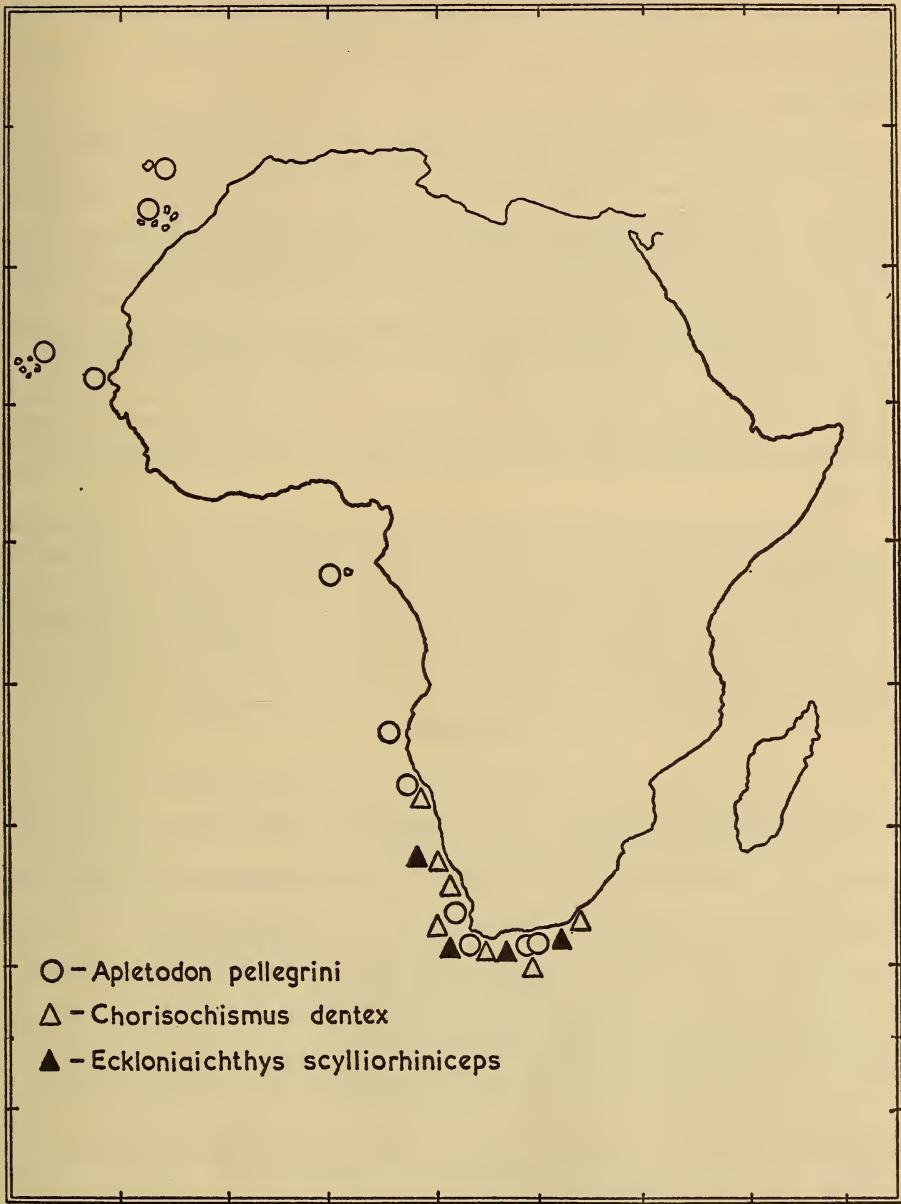 ○ - Apletodon pellegrini
△ - Chorisochismus dentex
▲ - Eckloniaichthys scylliorhiniceps